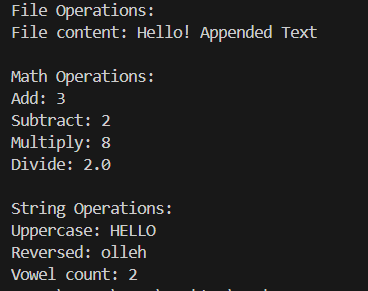 File Operations:
File content: Hello! Appended Text
Math Operations:
Add: 3
Subtract: 2
Multiply: 8
Divide: 2.0
String Operations:
Uppercase: HELLO
Reversed: olleh
Vowel count: 2